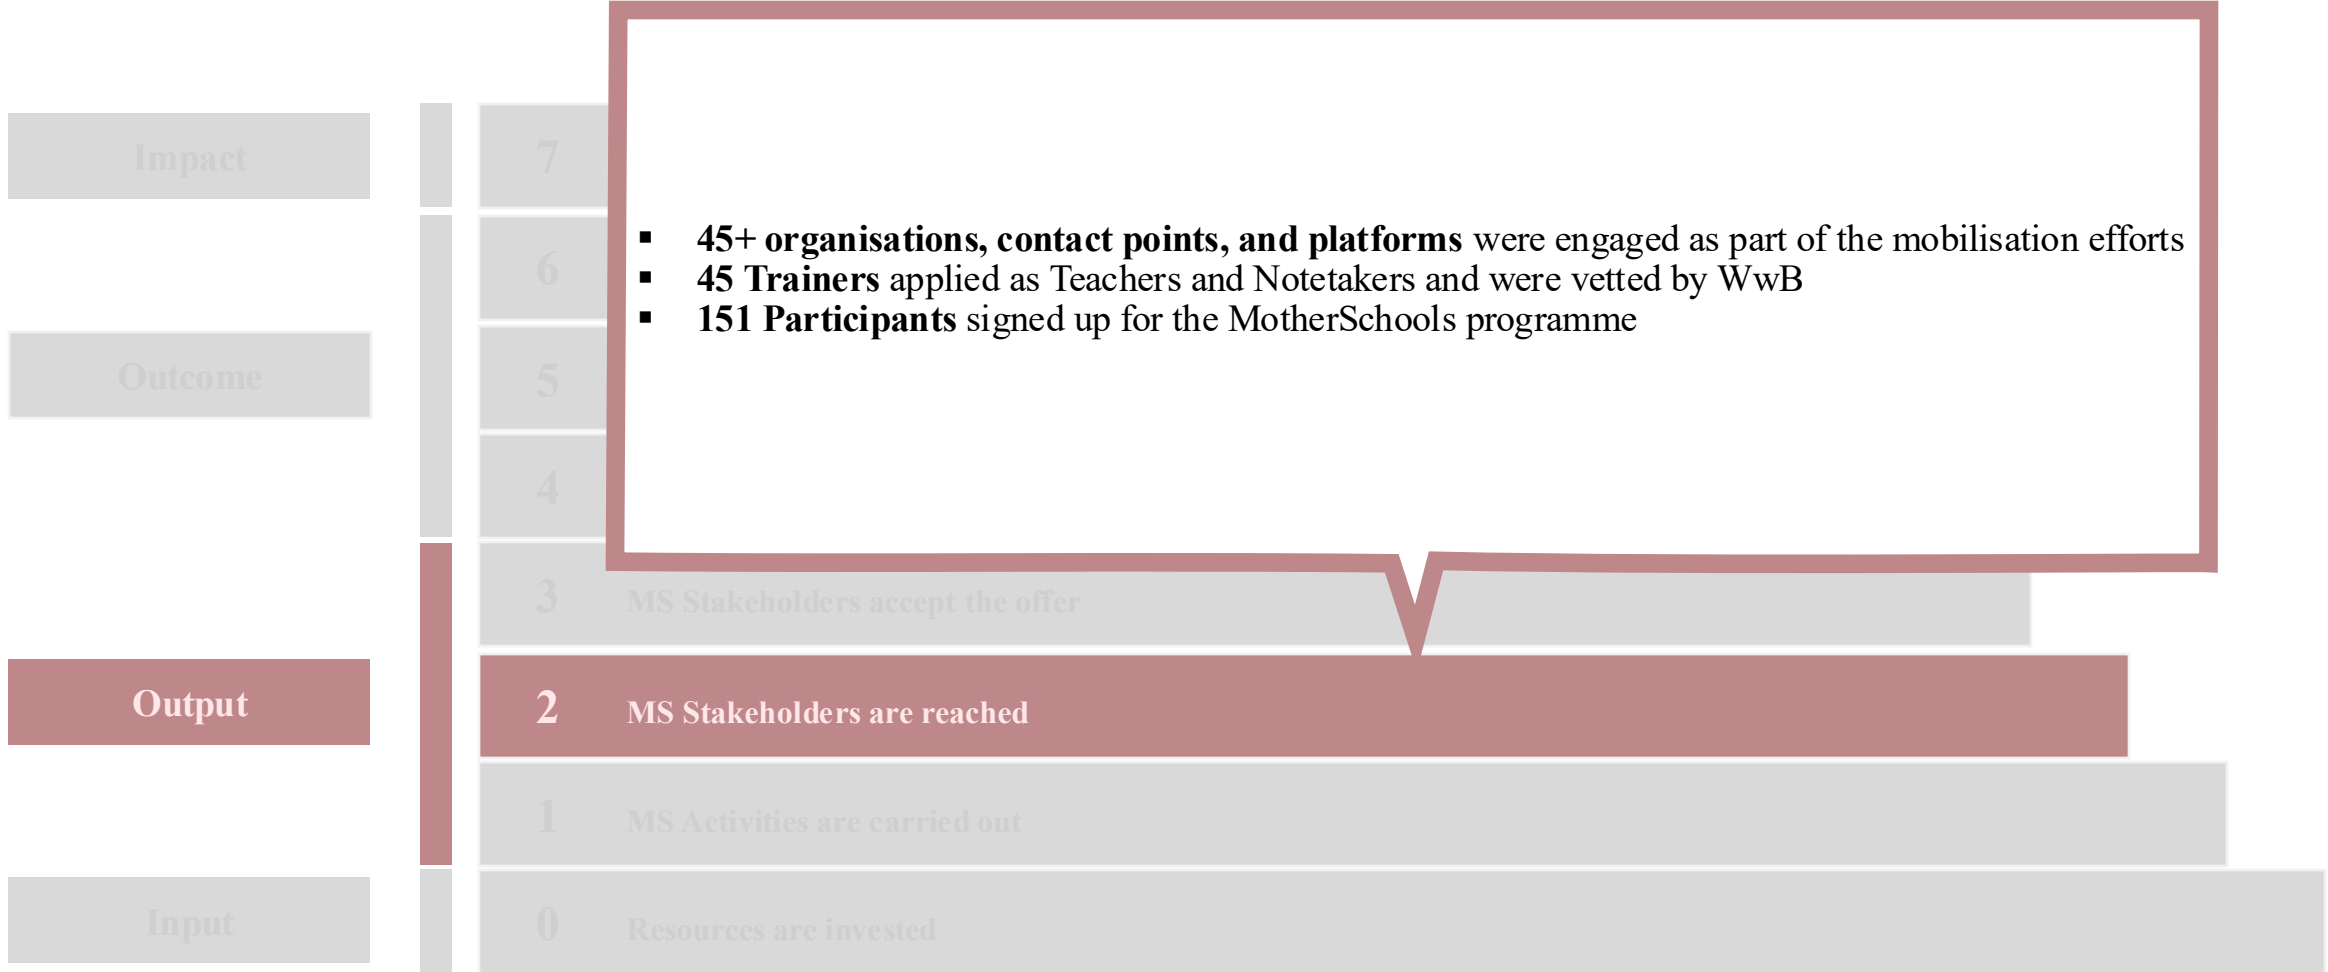 Impact
7
▪ 45+ organisations, contact points, and platforms were engaged as part of the mobilisation efforts
▪ 45 Trainers applied as Teachers and Notetakers and were vetted by WwB
▪ 151 Participants signed up for the MotherSchools programme
6
Outcome
5
4
3 MS Stakeholders accept the offer
Output
2 MS Stakeholders are reached
1 MS Activities are carried out
Input
0 Resources are invested